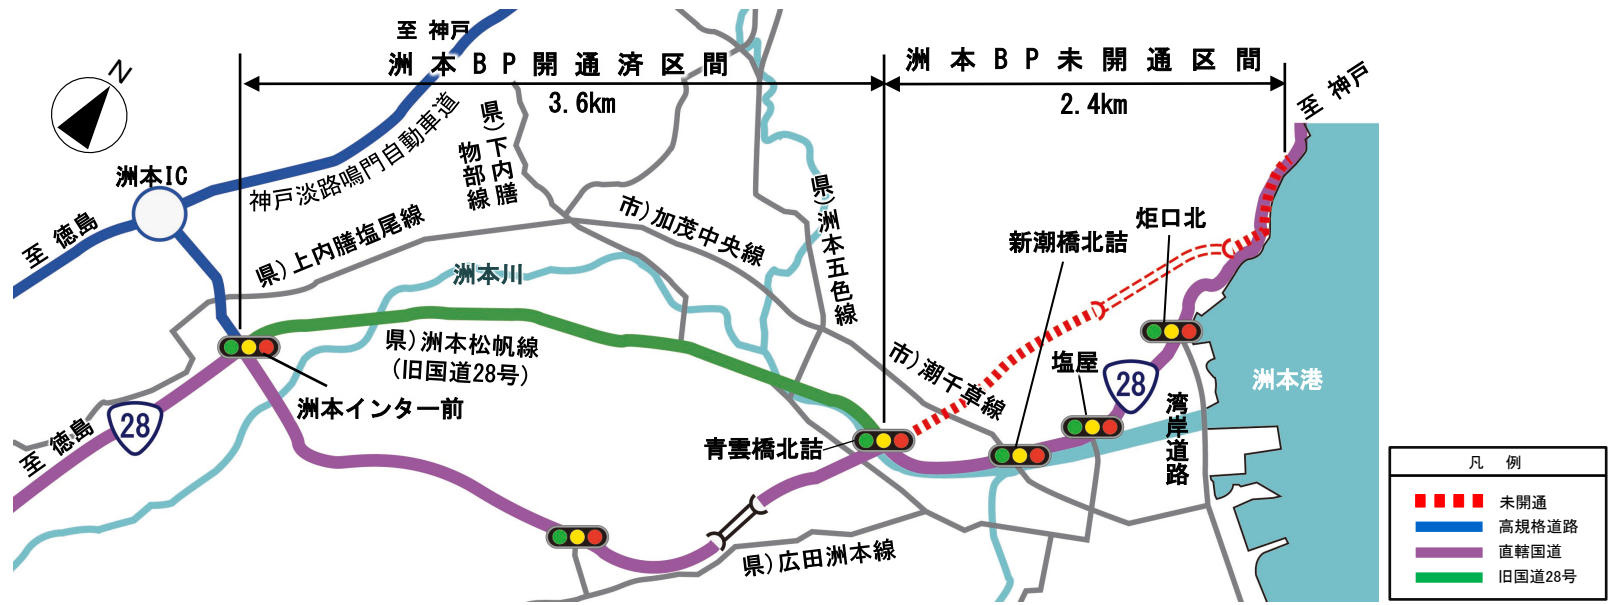 至 神戸
洲本BP開通済区間
3.6km
洲本BP未開通区間
2.4km
至 神戸
N
洲本IC
至 徳島
神戸淡路鳴門自動車道
県)下内膳
物部線
県)上内膳塩尾線
市)加茂中央線
県)洲本五色線
新潮橋北詰
炬口北
洲本川
県)洲本松帆線
(旧国道28号)
市)潮千草線
塩屋
28
洲本港
湾岸道路
洲本インター前
28
至 徳島
青雲橋北詰
県)広田洲本線
凡 例
未開通
高規格道路
直轄国道
旧国道28号